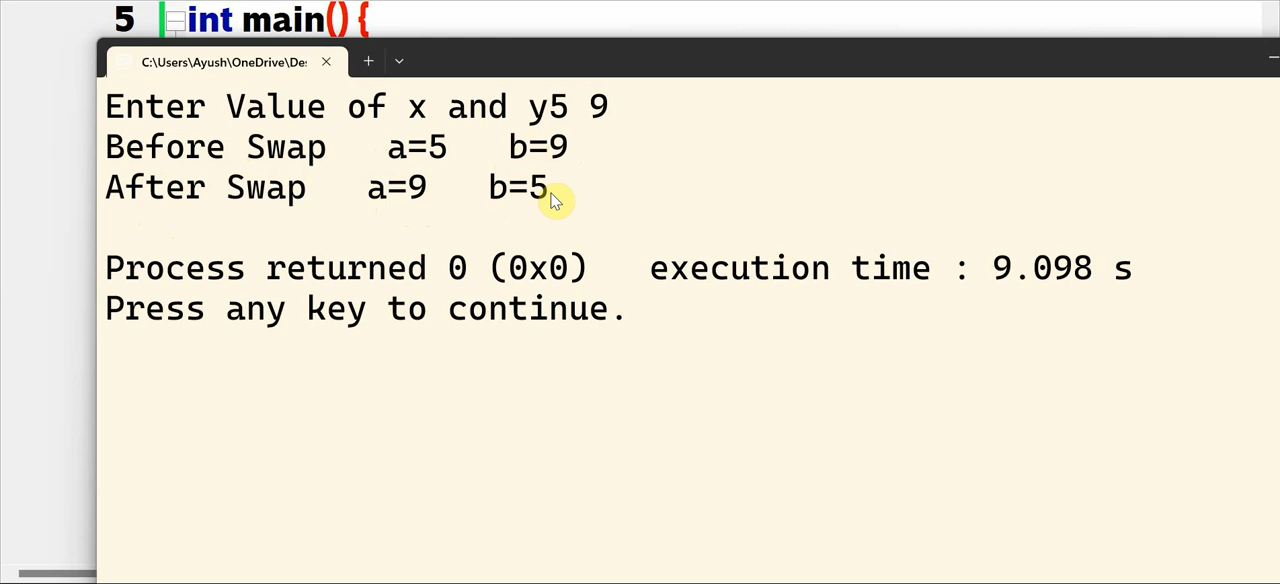 5 int main() {
C:\Users\Ayush\OneDrive\De
Enter Value of x and y5 9
Before Swap   a=5   b=9
After Swap   a=9   b=5
Process returned 0 (0x0)   execution time : 9.098 s
Press any key to continue.